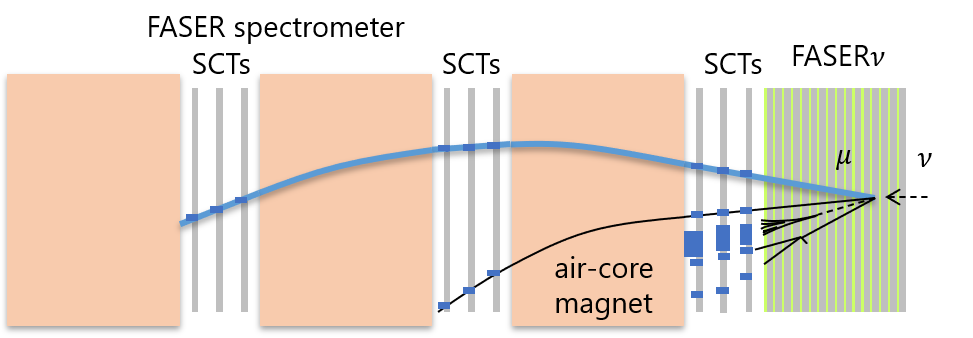 FASER spectrometer
SCTs
SCTs
SCTs
FASERν
μ
ν
air-core
magnet